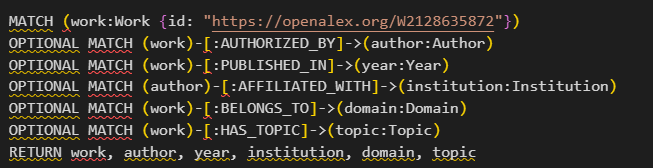 MATCH (work:Work {id: "https://openalex.org/W2128635872"})
OPTIONAL MATCH (work)-[:AUTHORIZED_BY]->(author:Author)
OPTIONAL MATCH (work)-[:PUBLISHED_IN]->(year:Year)
OPTIONAL MATCH (author)-[:AFFILIATED_WITH]->(institution:Institution)
OPTIONAL MATCH (work)-[:BELONGS_TO]->(domain:Domain)
OPTIONAL MATCH (work)-[:HAS_TOPIC]->(topic:Topic)
RETURN work, author, year, institution, domain, topic